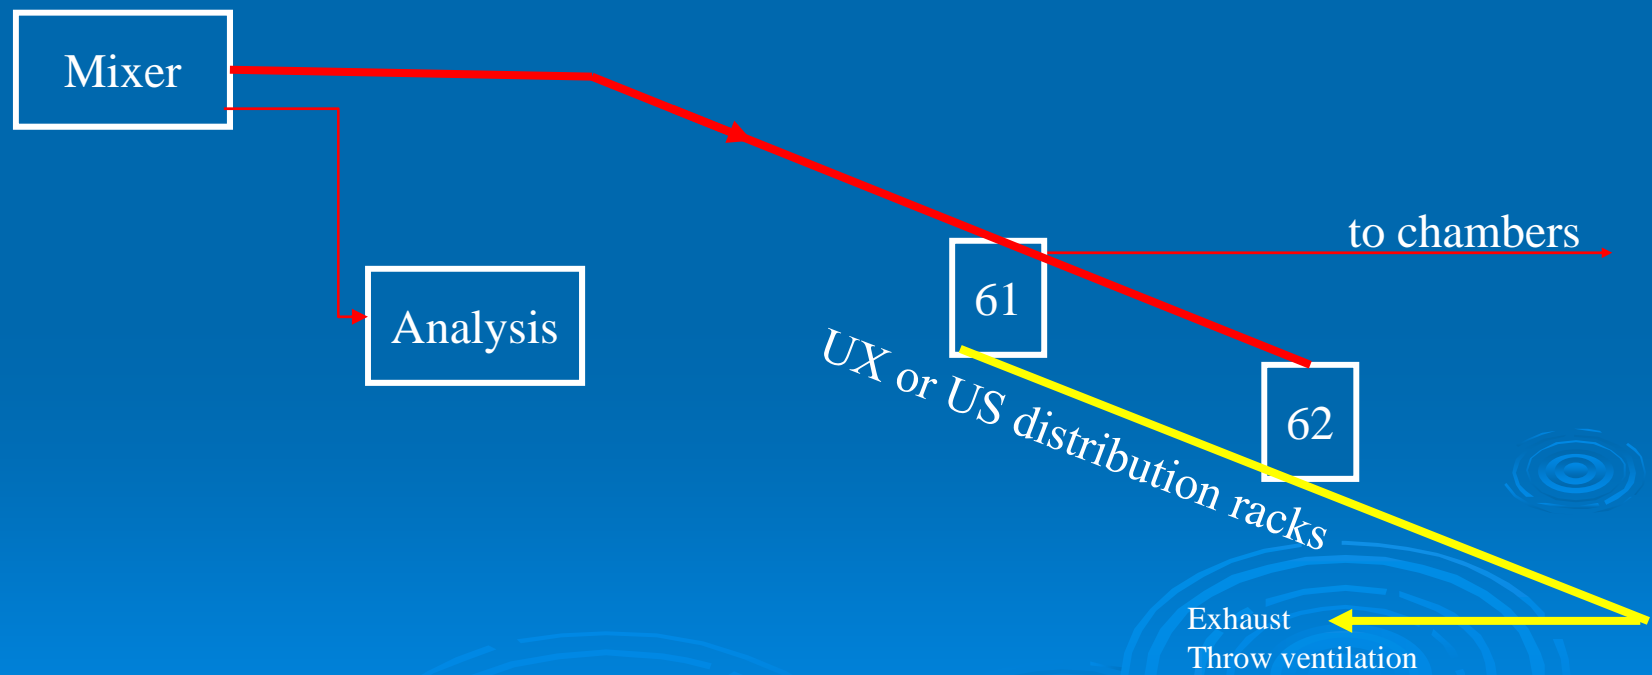 Mixer
to chambers
61
Analysis
UX or US distribution racks
62
Exhaust
Throw ventilation